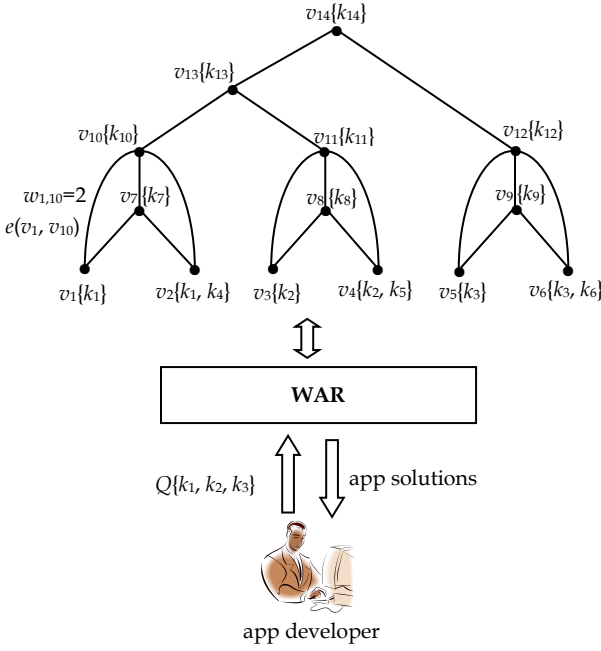 v₁₄{k₁₄}
v₁₃{k₁₃}
v₁₀{k₁₀} v₁₁{k₁₁} v₁₂{k₁₂}
w₁,₁₀=2 v₇{k₇} v₈{k₈} v₉{k₉}
e(v₁, v₁₀)
v₁{k₁} v₂{k₁, k₄} v₃{k₂} v₄{k₂, k₅} v₅{k₃} v₆{k₃, k₆}
WAR
Q{k₁, k₂, k₃} app solutions
app developer